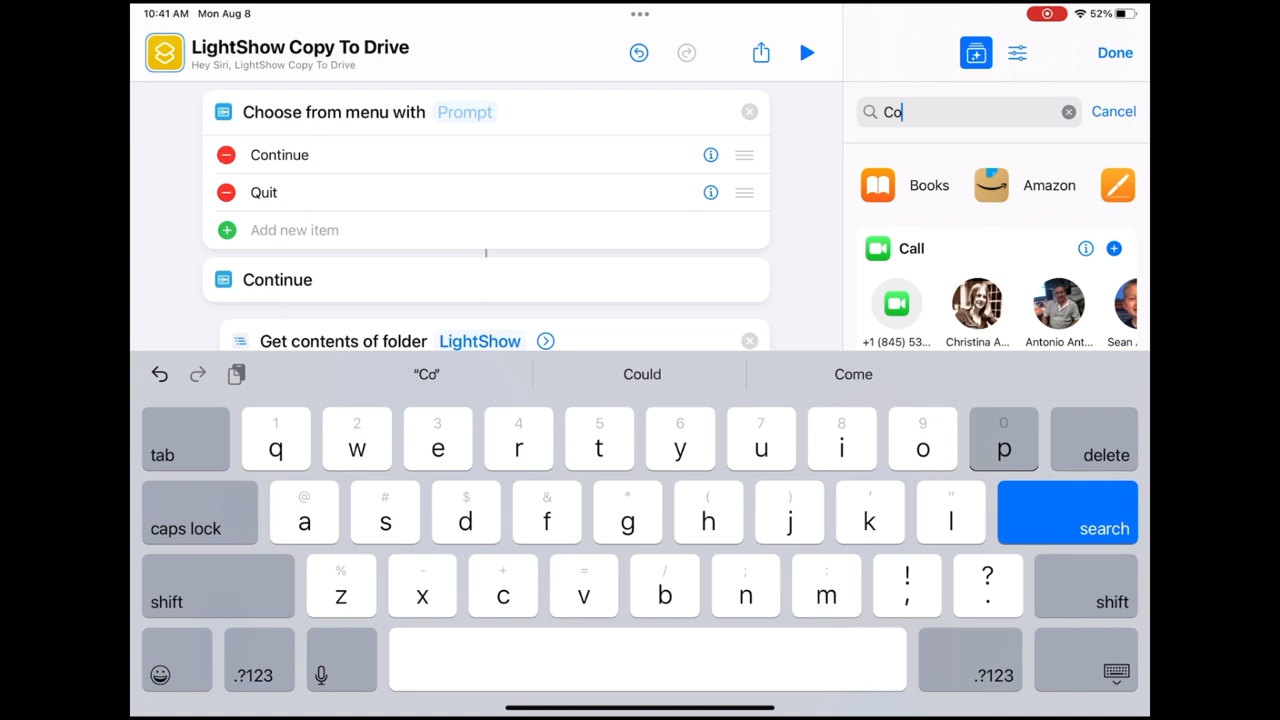 10:41 AM Mon Aug 8
52%
LightShow Copy To Drive
Hey Siri, LightShow Copy To Drive
Done
Choose from menu with Prompt
Continue
Quit
Add new item
Continue
Get contents of folder LightShow
Co
Cancel
Books
Amazon
Call
+1 (845) 53...
Christina A...
Antonio Ant...
Sean
“Co”
Could
Come
1 2 3 4 5 6 7 8 9 0
tab q w e r t y u i o p delete
@ # $ & * ( ) ' "
caps lock a s d f g h j k l search
% - + = / ; : ! ?
shift z x c v b n m , . shift
.?123
.?123